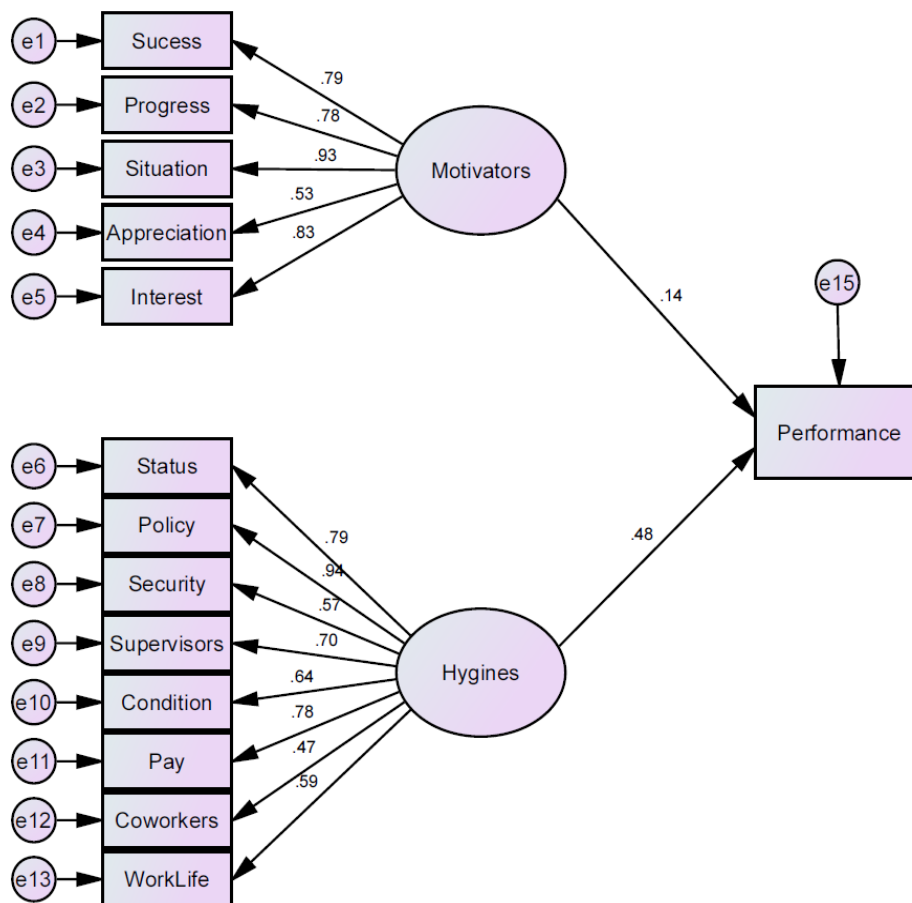 e1
Sucess
.79
e2
Progress
.78
e3
Situation
.93
Motivators
e4
Appreciation
.53
e5
Interest
.83
.14
e15
Performance
e6
Status
.79
e7
Policy
.94
.48
e8
Security
.57
e9
Supervisors
.70
Hygines
e10
Condition
.64
e11
Pay
.78
e12
Coworkers
.47
e13
WorkLife
.59